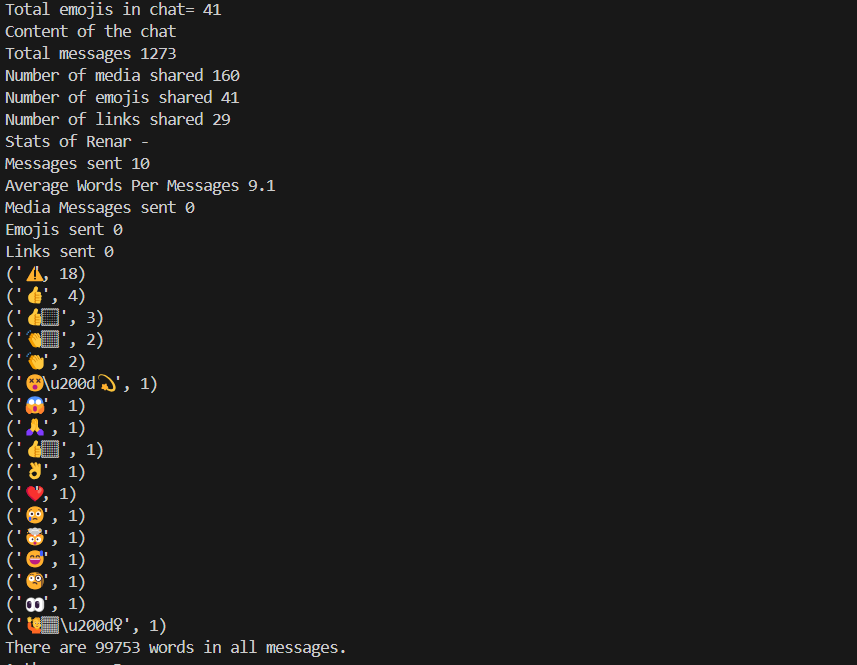 Total emojis in chat= 41
Content of the chat
Total messages 1273
Number of media shared 160
Number of emojis shared 41
Number of links shared 29
Stats of Renar -
Messages sent 10
Average Words Per Messages 9.1
Media Messages sent 0
Emojis sent 0
Links sent 0
('⚠️, 18)
('👍', 4)
('👍▦', 3)
('👏▦', 2)
('👏', 2)
('😵\u200d💫', 1)
('😱', 1)
('🙏', 1)
('👍▦', 1)
('👌', 1)
('❤️, 1)
('😢', 1)
('🤯', 1)
('😅', 1)
('🧐', 1)
('👀', 1)
('🙋▦\u200d♀', 1)
There are 99753 words in all messages.